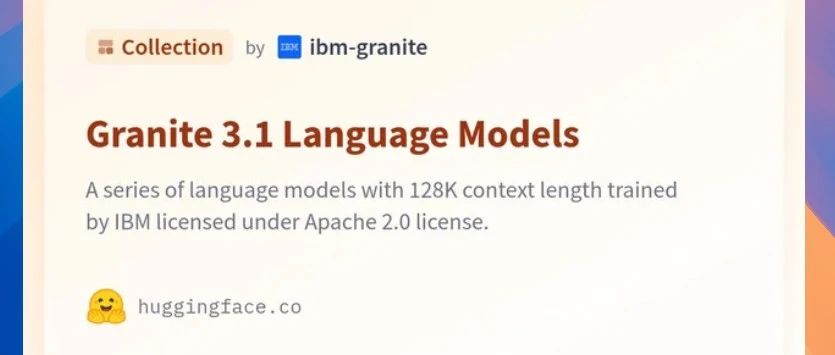 Collection by IBM ibm-granite
Granite 3.1 Language Models
A series of language models with 128K context length trained
by IBM licensed under Apache 2.0 license.
huggingface.co